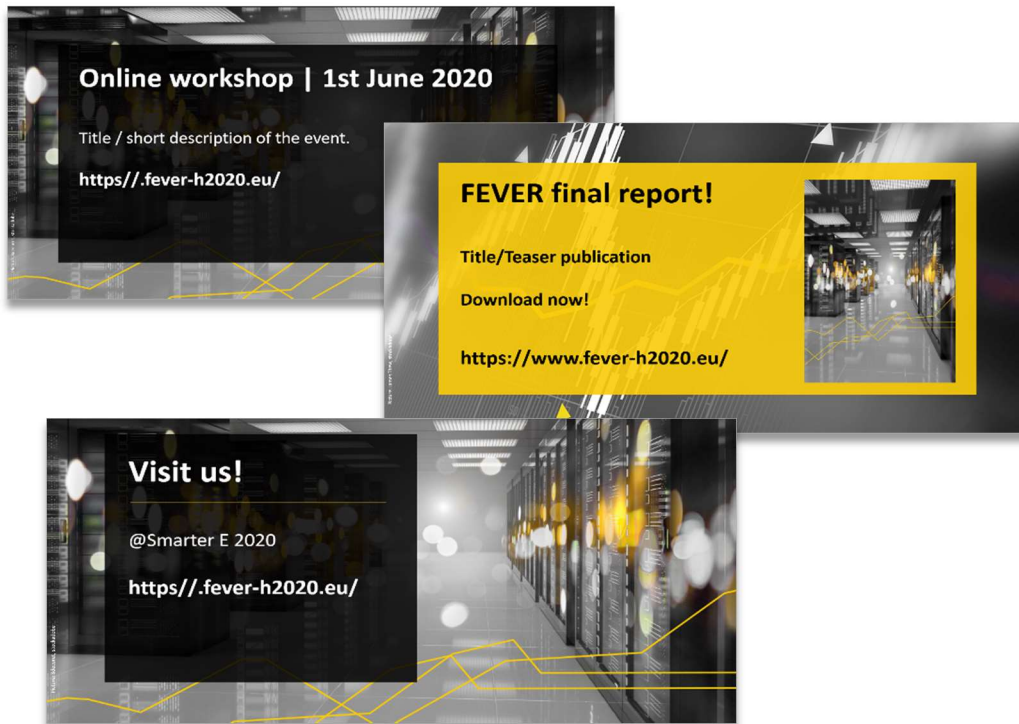 Online workshop | 1st June 2020
Title / short description of the event.
https//.fever-h2020.eu/
FEVER final report!
Title/Teaser publication
Download now!
https://www.fever-h2020.eu/
Visit us!
@Smarter E 2020
https//.fever-h2020.eu/